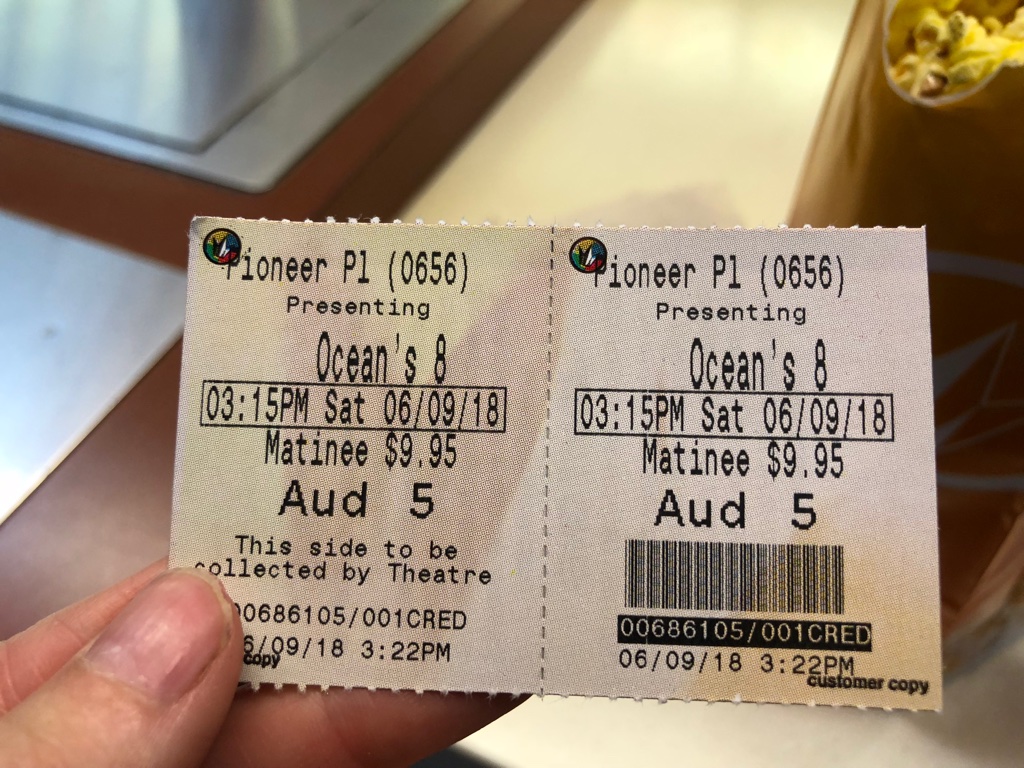 Pioneer Pl (0656)
Presenting
Ocean's 8
03:15PM Sat 06/09/18
Matinee $9.95
Aud 5
This side to be
collected by Theatre
00686105/001CRED
6/09/18 3:22PM
copy
Pioneer Pl (0656)
Presenting
Ocean's 8
03:15PM Sat 06/09/18
Matinee $9.95
Aud 5
00686105/001CRED
06/09/18 3:22PM
customer copy